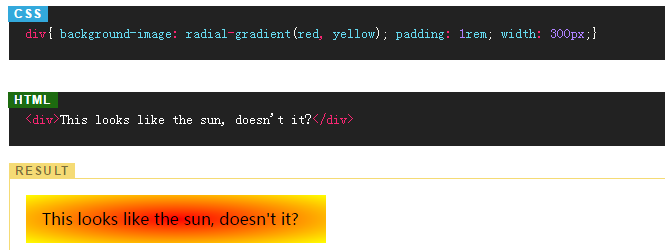 CSS
div{ background-image: radial-gradient(red, yellow); padding: 1rem; width: 300px;}
HTML
<div>This looks like the sun, doesn't it?</div>
RESULT
This looks like the sun, doesn't it?